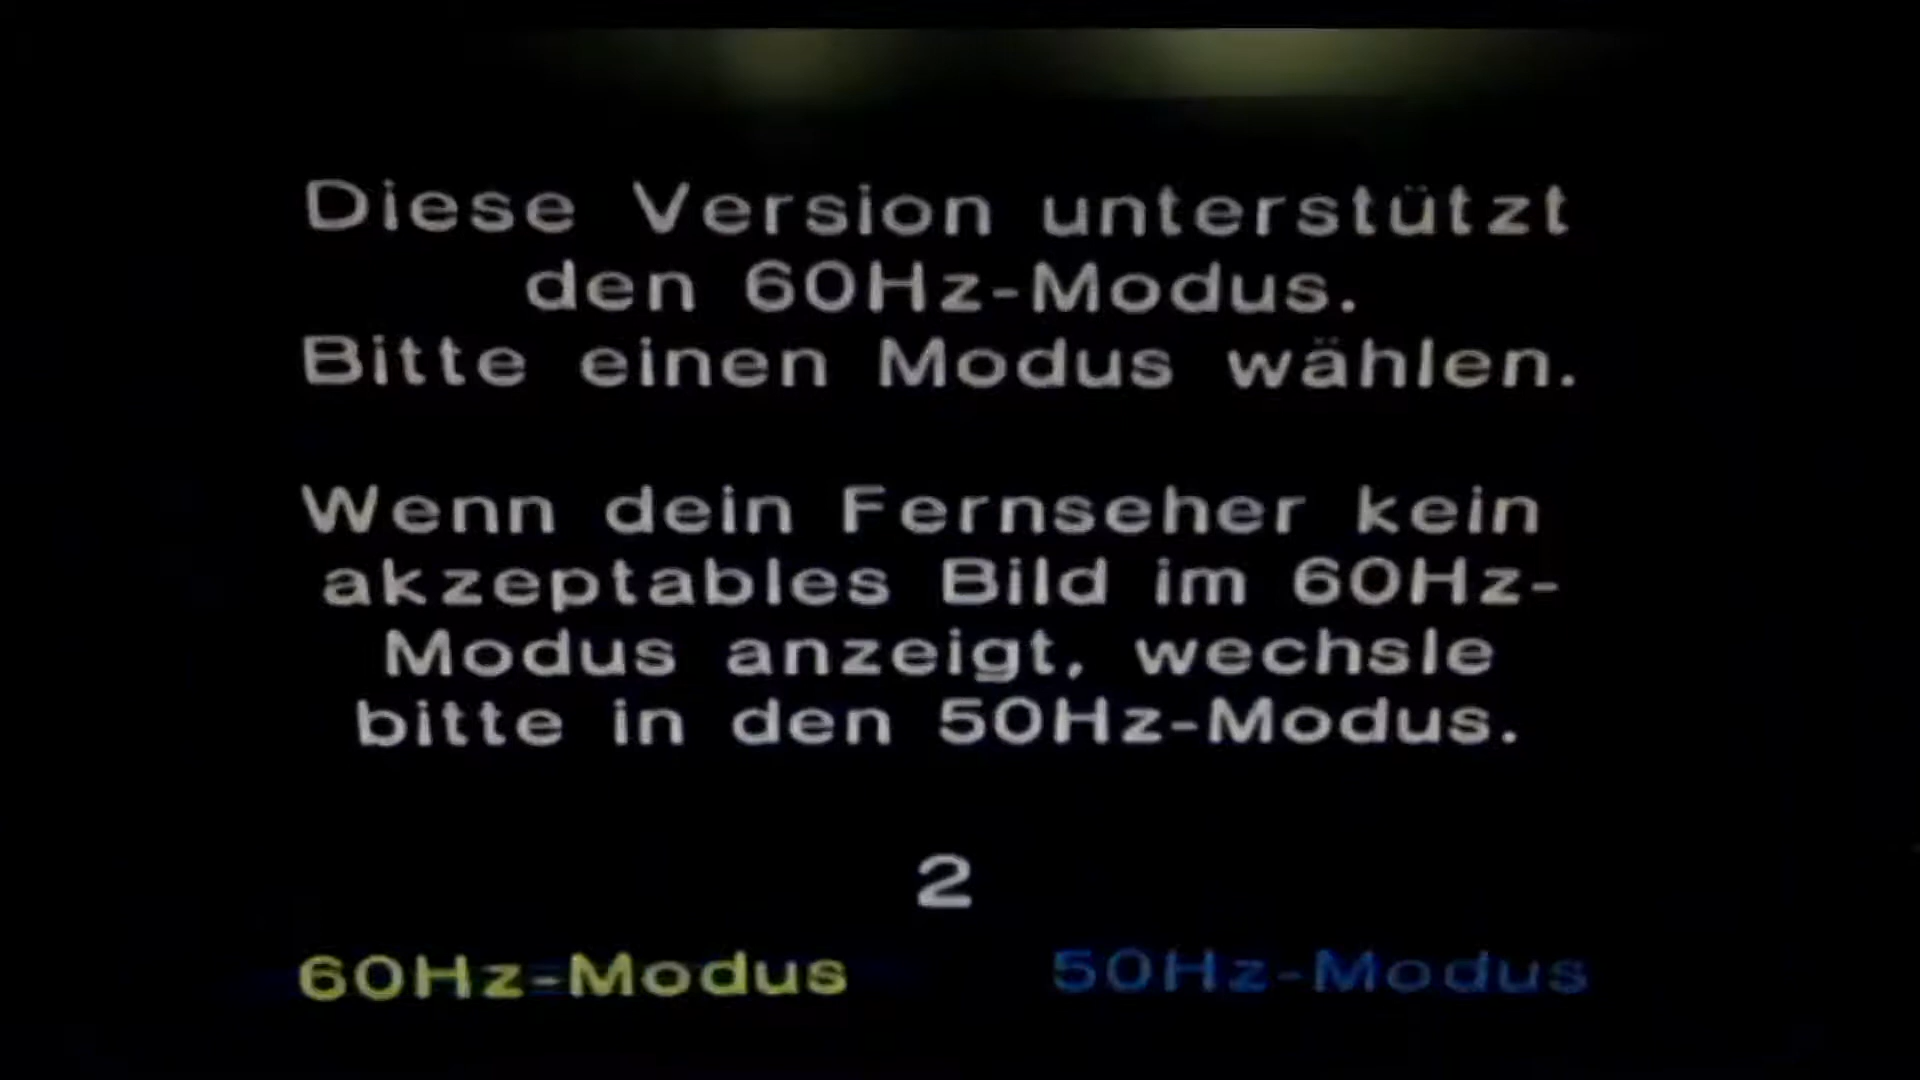 Diese Version unterstützt
den 60Hz-Modus.
Bitte einen Modus wählen.
Wenn dein Fernseher kein
akzeptables Bild im 60Hz-
Modus anzeigt, wechsle
bitte in den 50Hz-Modus.
2
60Hz-Modus 50Hz-Modus